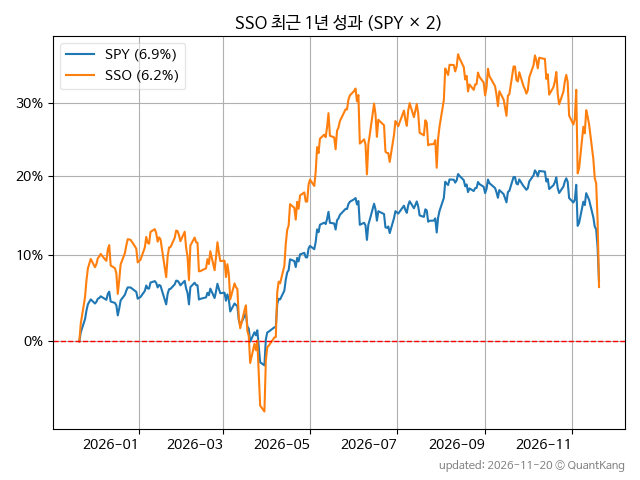 SSO 최근 1년 성과 (SPY × 2)
SPY (6.9%)
SSO (6.2%)
30%
20%
10%
0%
2026-01
2026-03
2026-05
2026-07
2026-09
2026-11
updated: 2026-11-20 © QuantKang